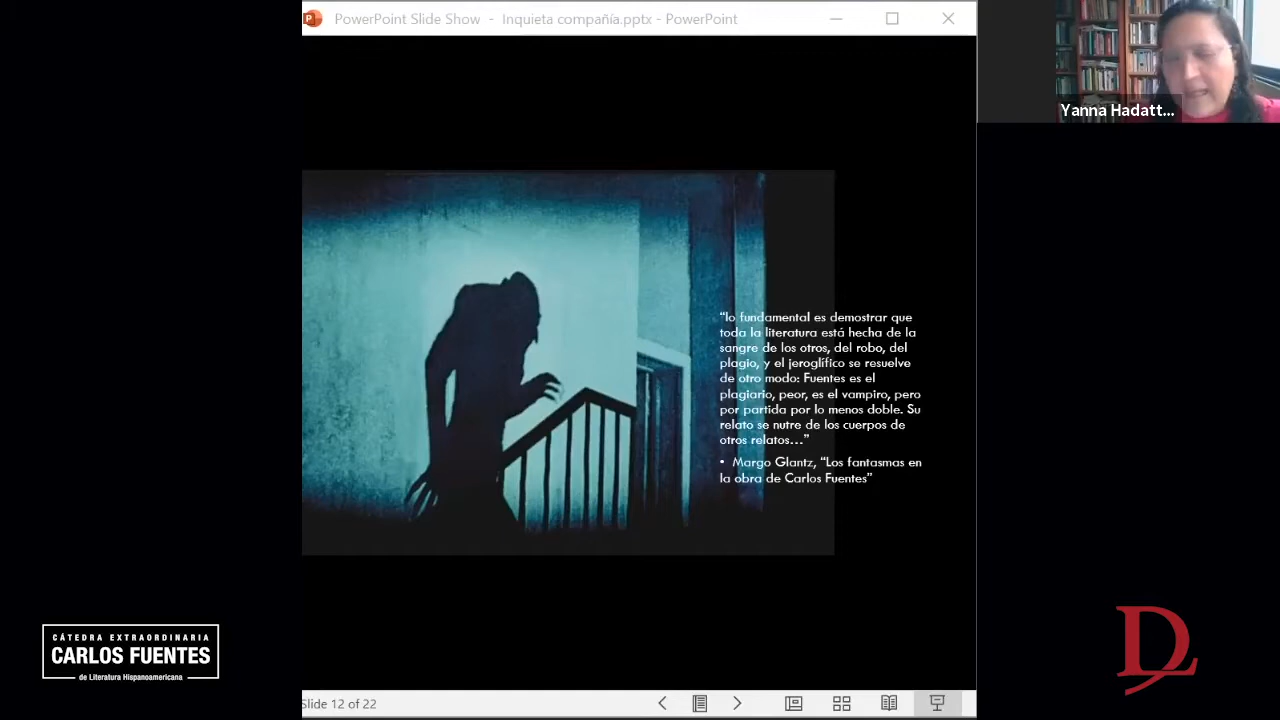 PowerPoint Slide Show - Inquieta compañía.pptx - PowerPoint
Yanna Hadatt...
“lo fundamental es demostrar que
toda la literatura está hecha de la
sangre de los otros, del robo, del
plagio, y el jeroglífico se resuelve
de otro modo: Fuentes es el
plagiario, peor, es el vampiro, pero
por partida por lo menos doble. Su
relato se nutre de los cuerpos de
otros relatos...”
• Margo Glantz, “Los fantasmas en
la obra de Carlos Fuentes”
CÁTEDRA EXTRAORDINARIA
CARLOS FUENTES
de Literatura Hispanoamericana
Slide 12 of 22